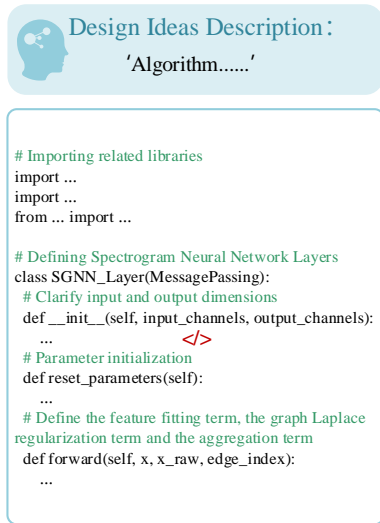 Design Ideas Description：
‘Algorithm......’
# Importing related libraries
import ...
import ...
from ... import ...
# Defining Spectrogram Neural Network Layers
class SGNN_Layer(MessagePassing):
# Clarify input and output dimensions
def __init__(self, input_channels, output_channels):
...
</>
# Parameter initialization
def reset_parameters(self):
...
# Define the feature fitting term, the graph Laplace
regularization term and the aggregation term
def forward(self, x, x_raw, edge_index):
...